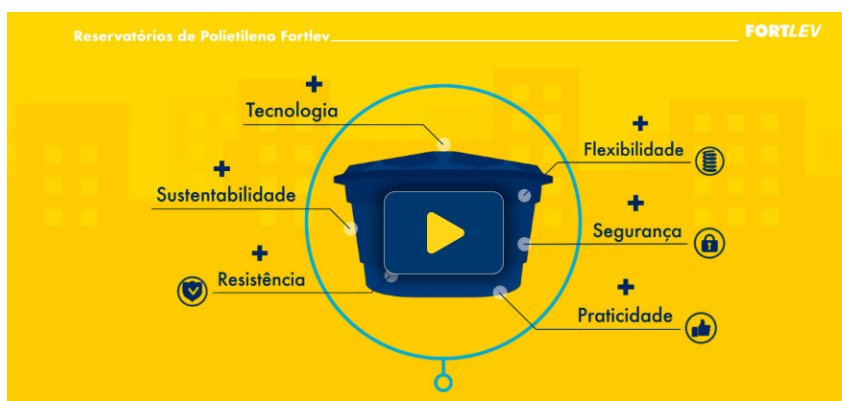 Reservatórios de Polietileno Fortlev
FORTLEV
+
Tecnologia
+
Sustentabilidade
+
Resistência
+
Flexibilidade
+
Segurança
+
Praticidade